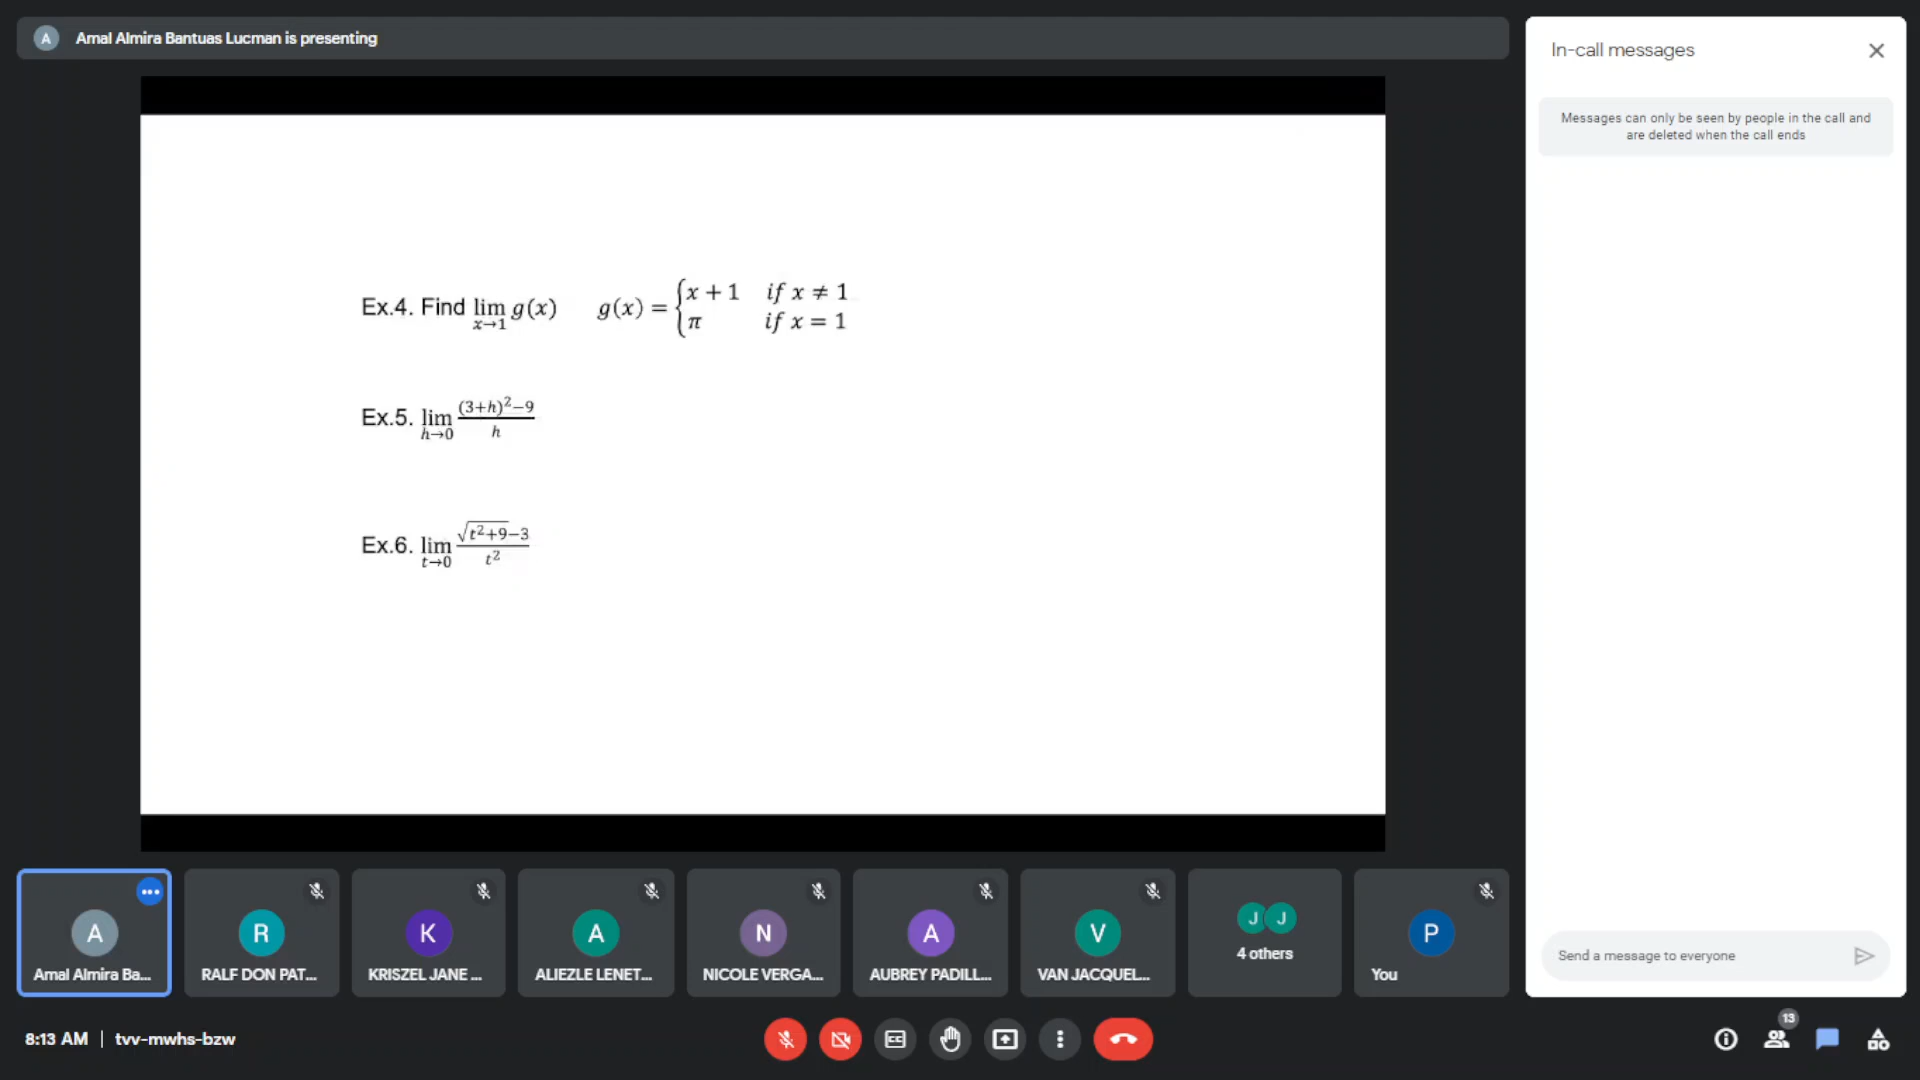 A Amal Almira Bantuas Lucman is presenting
In-call messages
Messages can only be seen by people in the call and
are deleted when the call ends
Ex.4. Find lim x→1 g(x) g(x) = { x + 1 if x ≠ 1
π if x = 1
Ex.5. lim h→0 (3+h)²−9 / h
Ex.6. lim t→0 √t²+9−3 / t²
A
Amal Almira Ba...
R
RALF DON PAT...
K
KRISZEL JANE ...
A
ALIEZLE LENET...
N
NICOLE VERGA...
A
AUBREY PADILL...
V
VAN JACQUEL...
J J
4 others
P
You
Send a message to everyone
8:13 AM | tvv-mwhs-bzw
CC
13